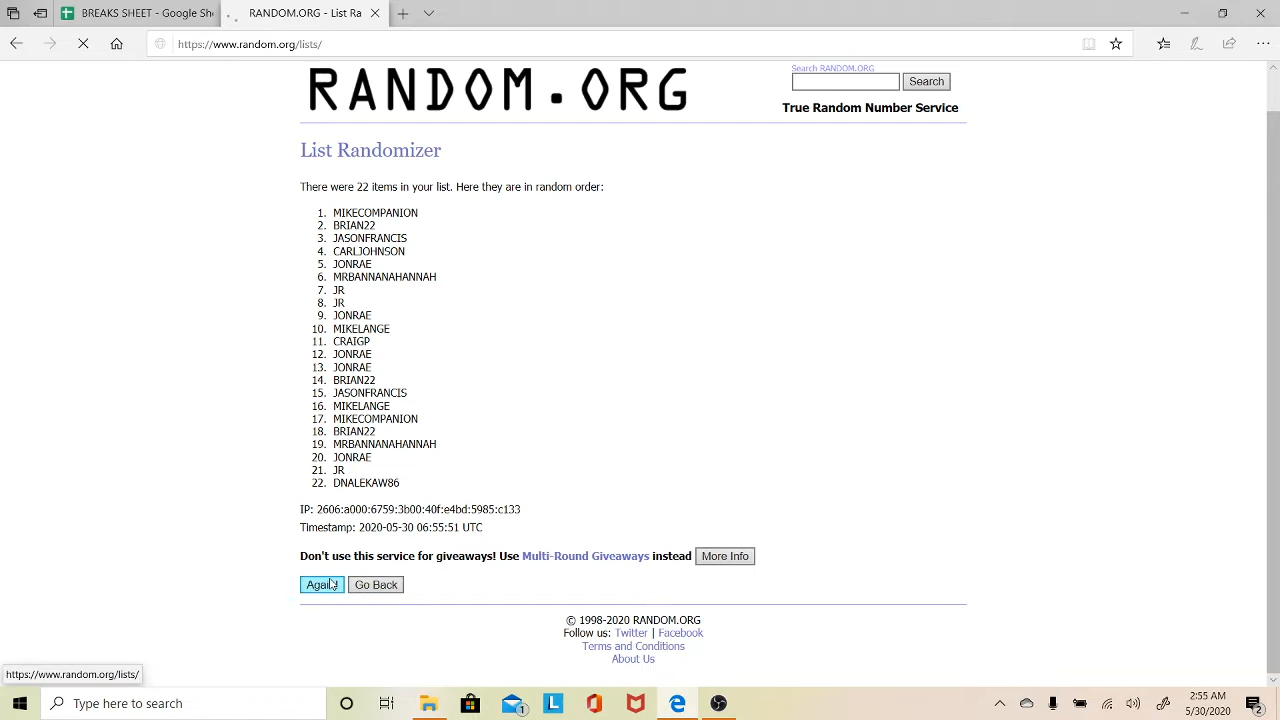 BREAKS SHEET - Google Sh
RANDOM.ORG - List Randomizer
https://www.random.org/lists/
RANDOM.ORG
Search RANDOM.ORG
Search
True Random Number Service
List Randomizer
There were 22 items in your list. Here they are in random order:
1. MIKECOMPANION
2. BRIAN22
3. JASONFRANCIS
4. CARLJOHNSON
5. JONRAE
6. MRBANNANAHANNAH
7. JR
8. JR
9. JONRAE
10. MIKELANGE
11. CRAIGP
12. JONRAE
13. JONRAE
14. BRIAN22
15. JASONFRANCIS
16. MIKELANGE
17. MIKECOMPANION
18. BRIAN22
19. MRBANNANAHANNAH
20. JONRAE
21. JR
22. DNALEKAW86
IP: 2606:a000:6759:3b00:40f:e4bd:5985:c133
Timestamp: 2020-05-30 06:55:51 UTC
Don't use this service for giveaways! Use Multi-Round Giveaways instead More Info
Again! Go Back
© 1998-2020 RANDOM.ORG
Follow us: Twitter | Facebook
Terms and Conditions
About Us
https://www.random.org/lists/
Type here to search
1
L
2:55 AM
5/30/2020
2